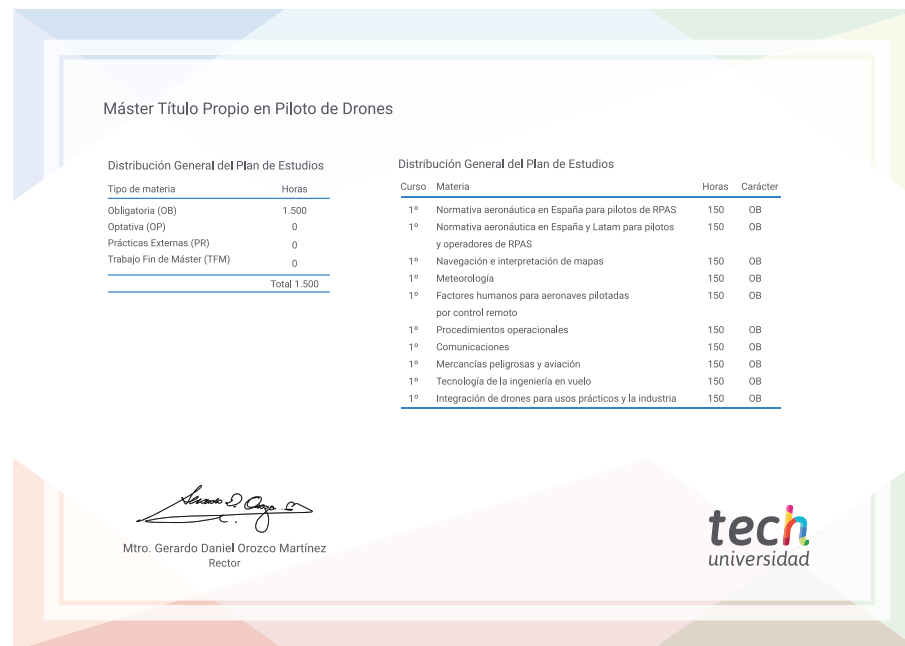 Máster Título Propio en Piloto de Drones
Distribución General del Plan de Estudios
Tipo de materia Horas
Obligatoria (OB) 1.500
Optativa (OP) 0
Prácticas Externas (PR) 0
Trabajo Fin de Máster (TFM) 0
Total 1.500
Distribución General del Plan de Estudios
Curso Materia Horas Carácter
1º Normativa aeronáutica en España para pilotos de RPAS 150 OB
1º Normativa aeronáutica en España y Latam para pilotos 150 OB
y operadores de RPAS
1º Navegación e interpretación de mapas 150 OB
1º Meteorología 150 OB
1º Factores humanos para aeronaves pilotadas 150 OB
por control remoto
1º Procedimientos operacionales 150 OB
1º Comunicaciones 150 OB
1º Mercancías peligrosas y aviación 150 OB
1º Tecnología de la ingeniería en vuelo 150 OB
1º Integración de drones para usos prácticos y la industria 150 OB
Mtro. Gerardo Daniel Orozco Martínez
Rector
tech
universidad